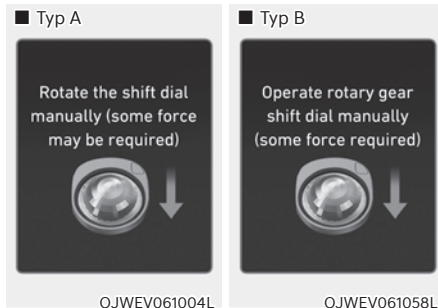 ■ Typ A
Rotate the shift dial
manually (some force
may be required)
OJWEV061004L
■ Typ B
Operate rotary gear
shift dial manually
(some force required)
OJWEV061058L